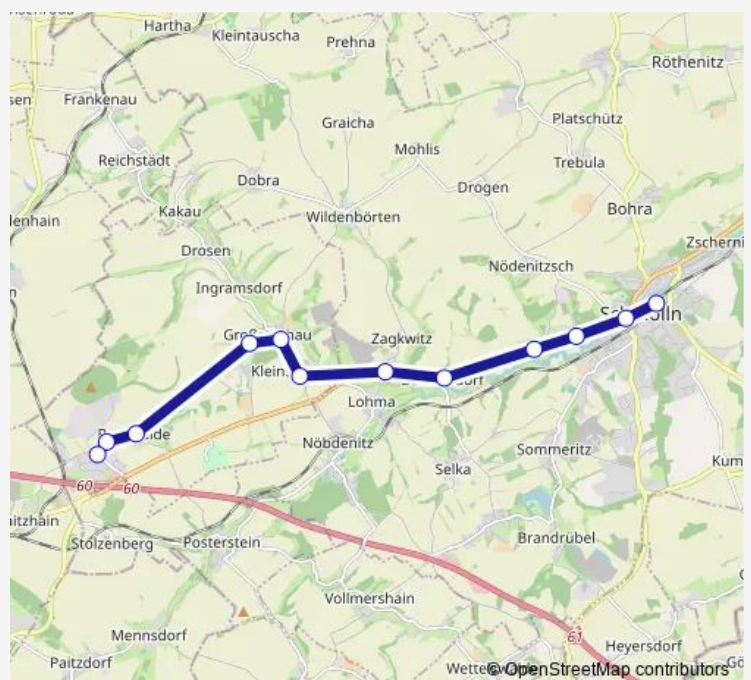 Hartha
Kleintauscha
Prehna
Röthenitz
Frankenau
Graicha
Platschütz
Mohlis
Trebula
Reichstädt
Dobra
Drogen
Kakau
Wildenbörten
Bohra
Drosen
Nödenitzsch
Ingramsdorf
Zagkwitz
Klein
Lohma
Nöbdenitz
Sommeritz
Selka
60
60
Stolzenberg
Posterstein
Brandrübel
Vollmershain
61
Mennsdorf
Heyersdorf
Paitzdorf
© OpenStreetMap contributors